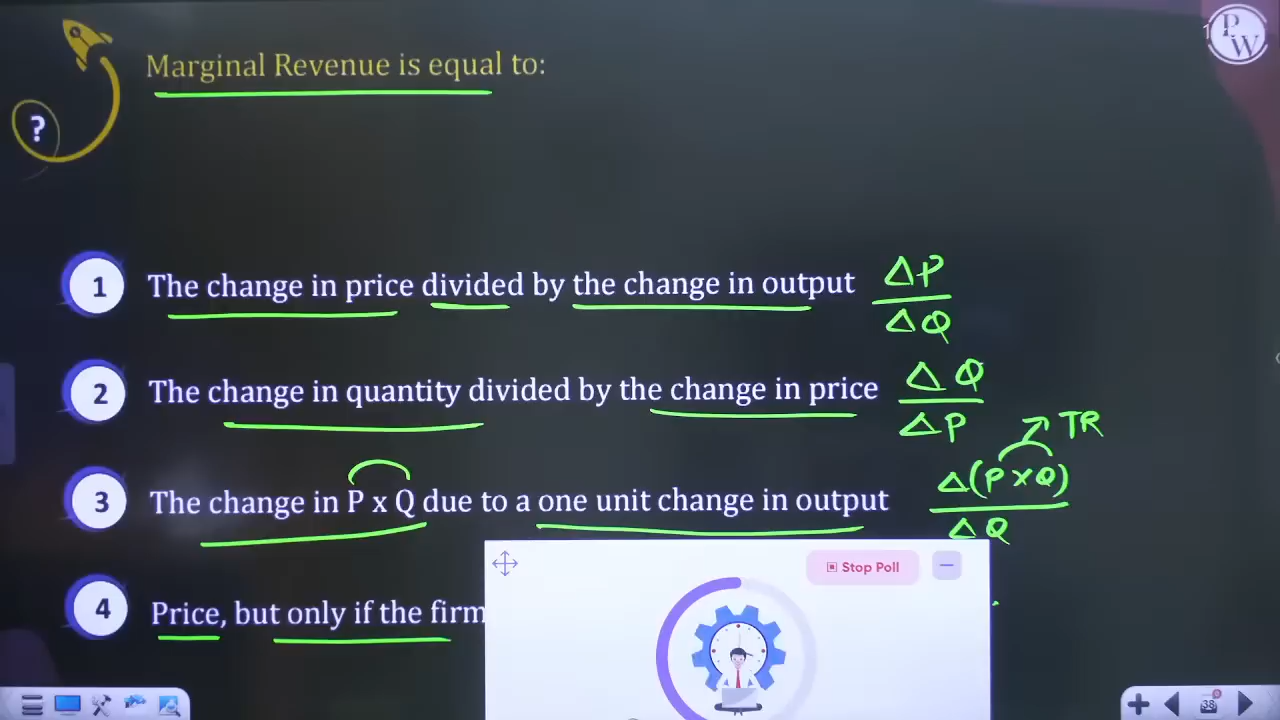 PW
Marginal Revenue is equal to:
?
1 The change in price divided by the change in output ΔP/ΔQ
2 The change in quantity divided by the change in price ΔQ/ΔP
→ TR
3 The change in P x Q due to a one unit change in output Δ(P×Q)/ΔQ
Stop Poll
4 Price, but only if the firm
38